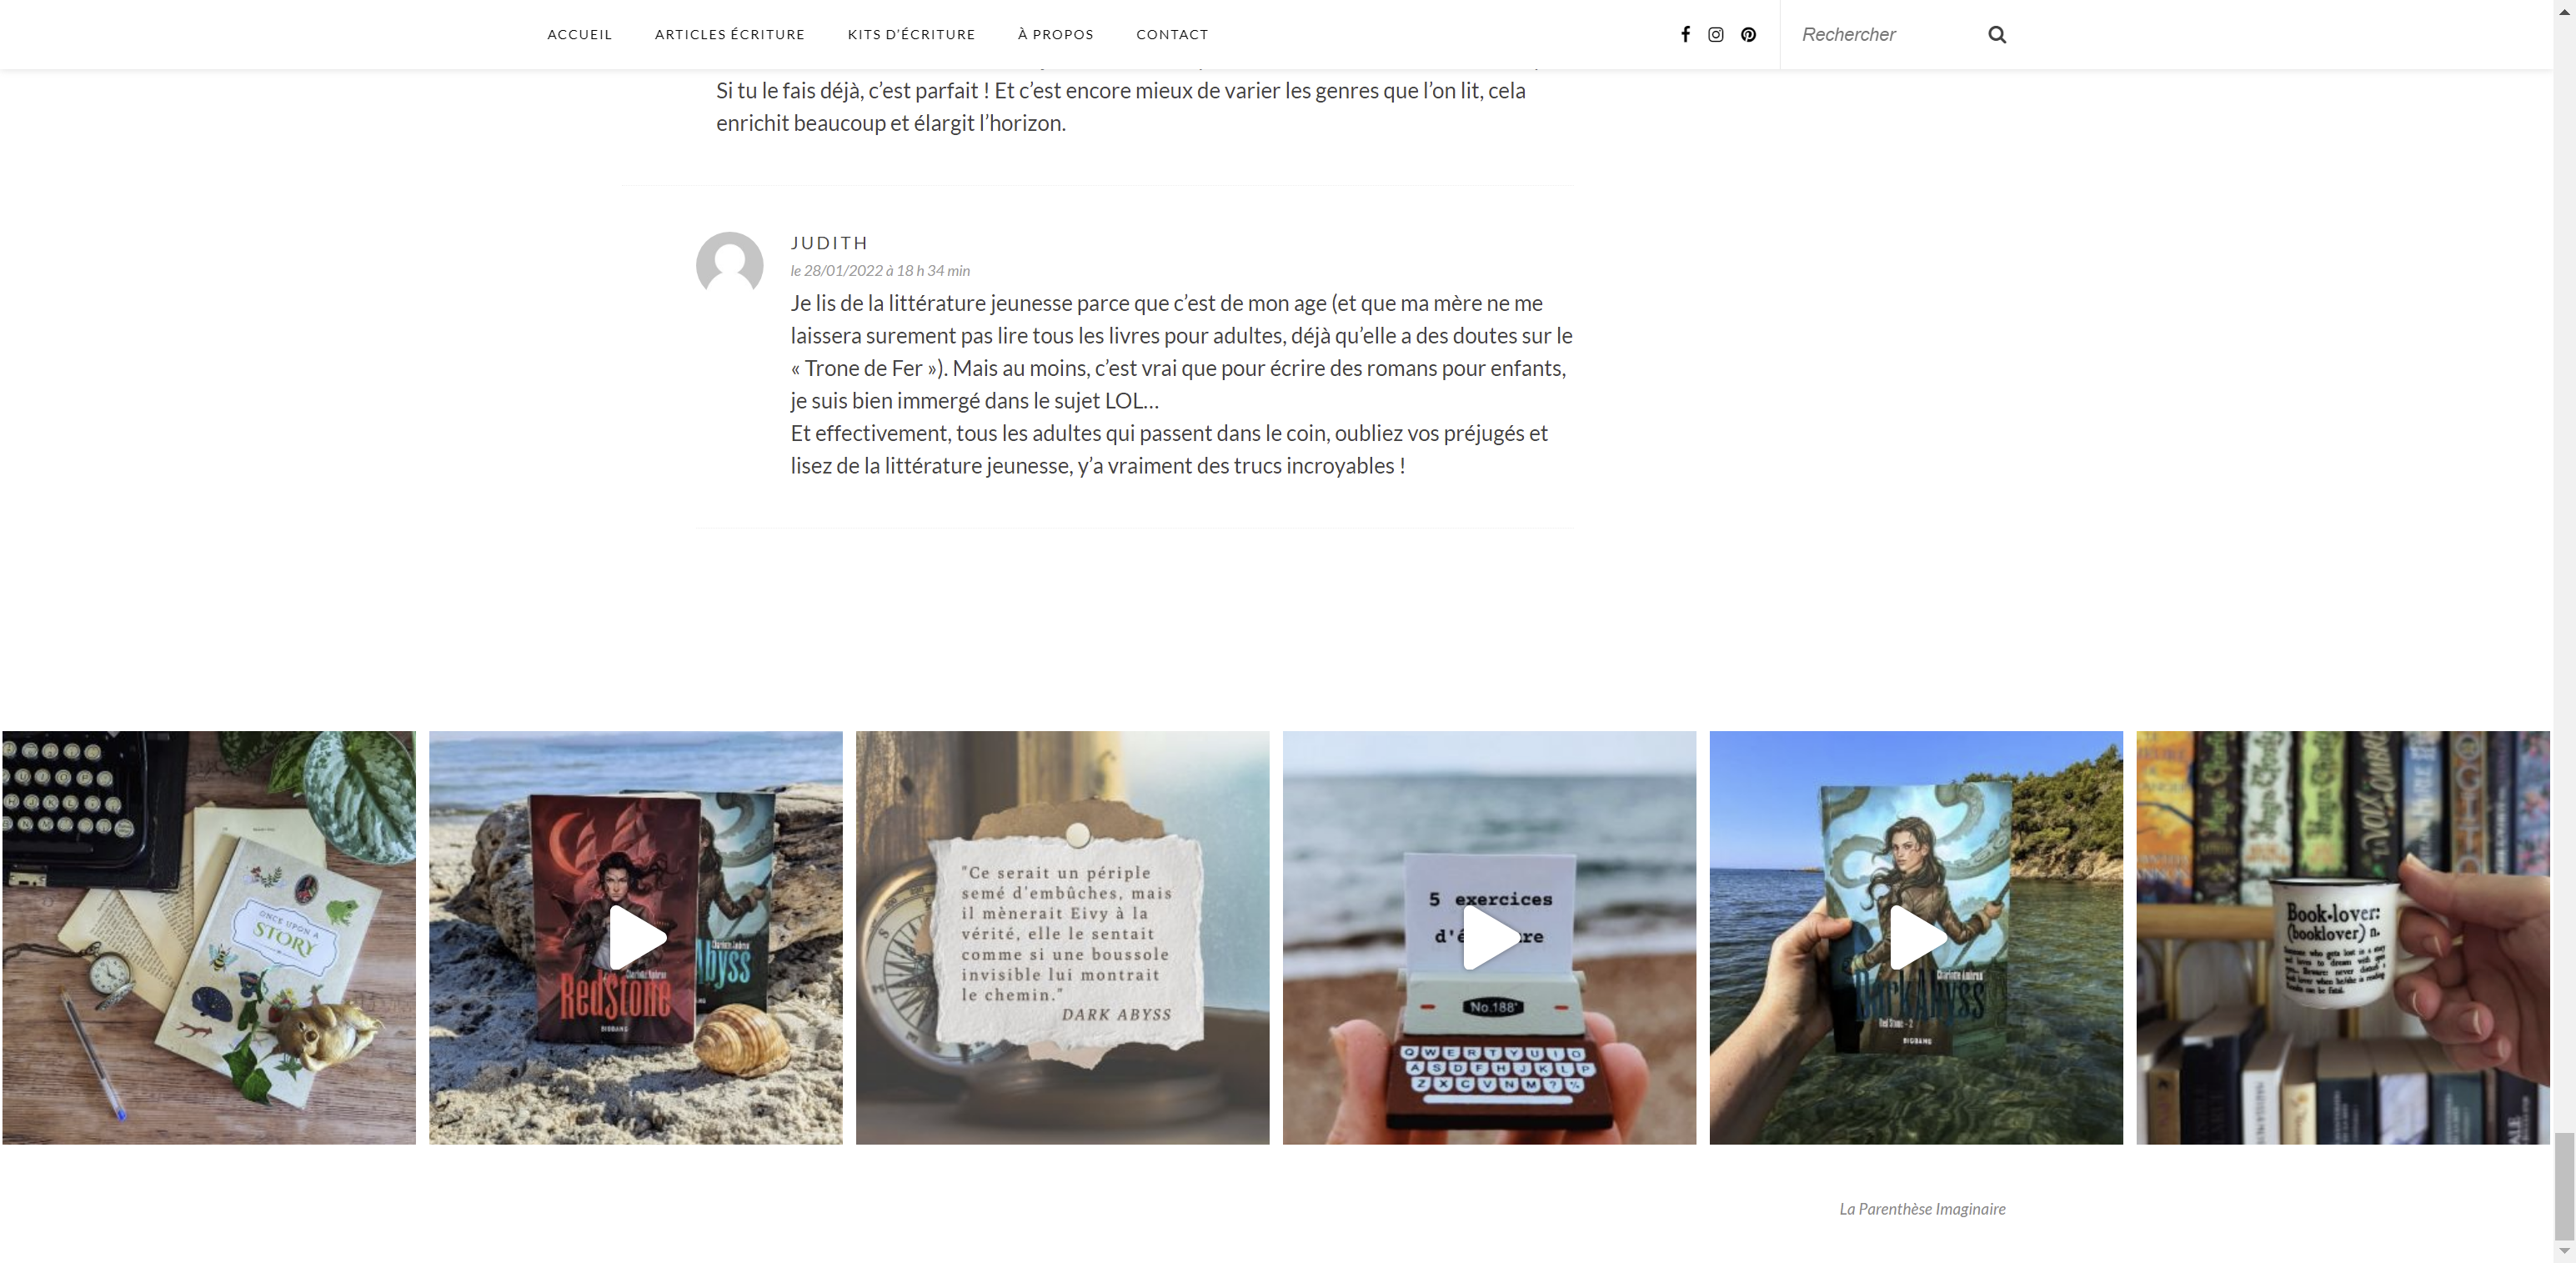 ACCUEIL
ARTICLES ÉCRITURE
KITS D'ÉCRITURE
À PROPOS
CONTACT
Rechercher
Si tu le fais déjà, c'est parfait ! Et c'est encore mieux de varier les genres que l'on lit, cela
enrichit beaucoup et élargit l'horizon.
JUDITH
le 28/01/2022 à 18 h 34 min
Je lis de la littérature jeunesse parce que c'est de mon age (et que ma mère ne me
laissera surement pas lire tous les livres pour adultes, déjà qu'elle a des doutes sur le
« Trone de Fer »). Mais au moins, c'est vrai que pour écrire des romans pour enfants,
je suis bien immergé dans le sujet LOL…
Et effectivement, tous les adultes qui passent dans le coin, oubliez vos préjugés et
lisez de la littérature jeunesse, y'a vraiment des trucs incroyables !
ONCE UPON A
STORY
Abyss
RedStone
BIGBANG
"Ce serait un périple
semé d'embûches, mais
il mènerait Eivy à la
vérité, elle le sentait
comme si une boussole
invisible lui montrait
le chemin."
DARK ABYSS
5 exercices
No.188
Q W E R T Y U I O
A S D F H J K L P
Z X C V N M ? %
Charlotte Ambrun
Red Stone - 2
BIGBANG
Book•lover:
(booklover) n.
La Parenthèse Imaginaire